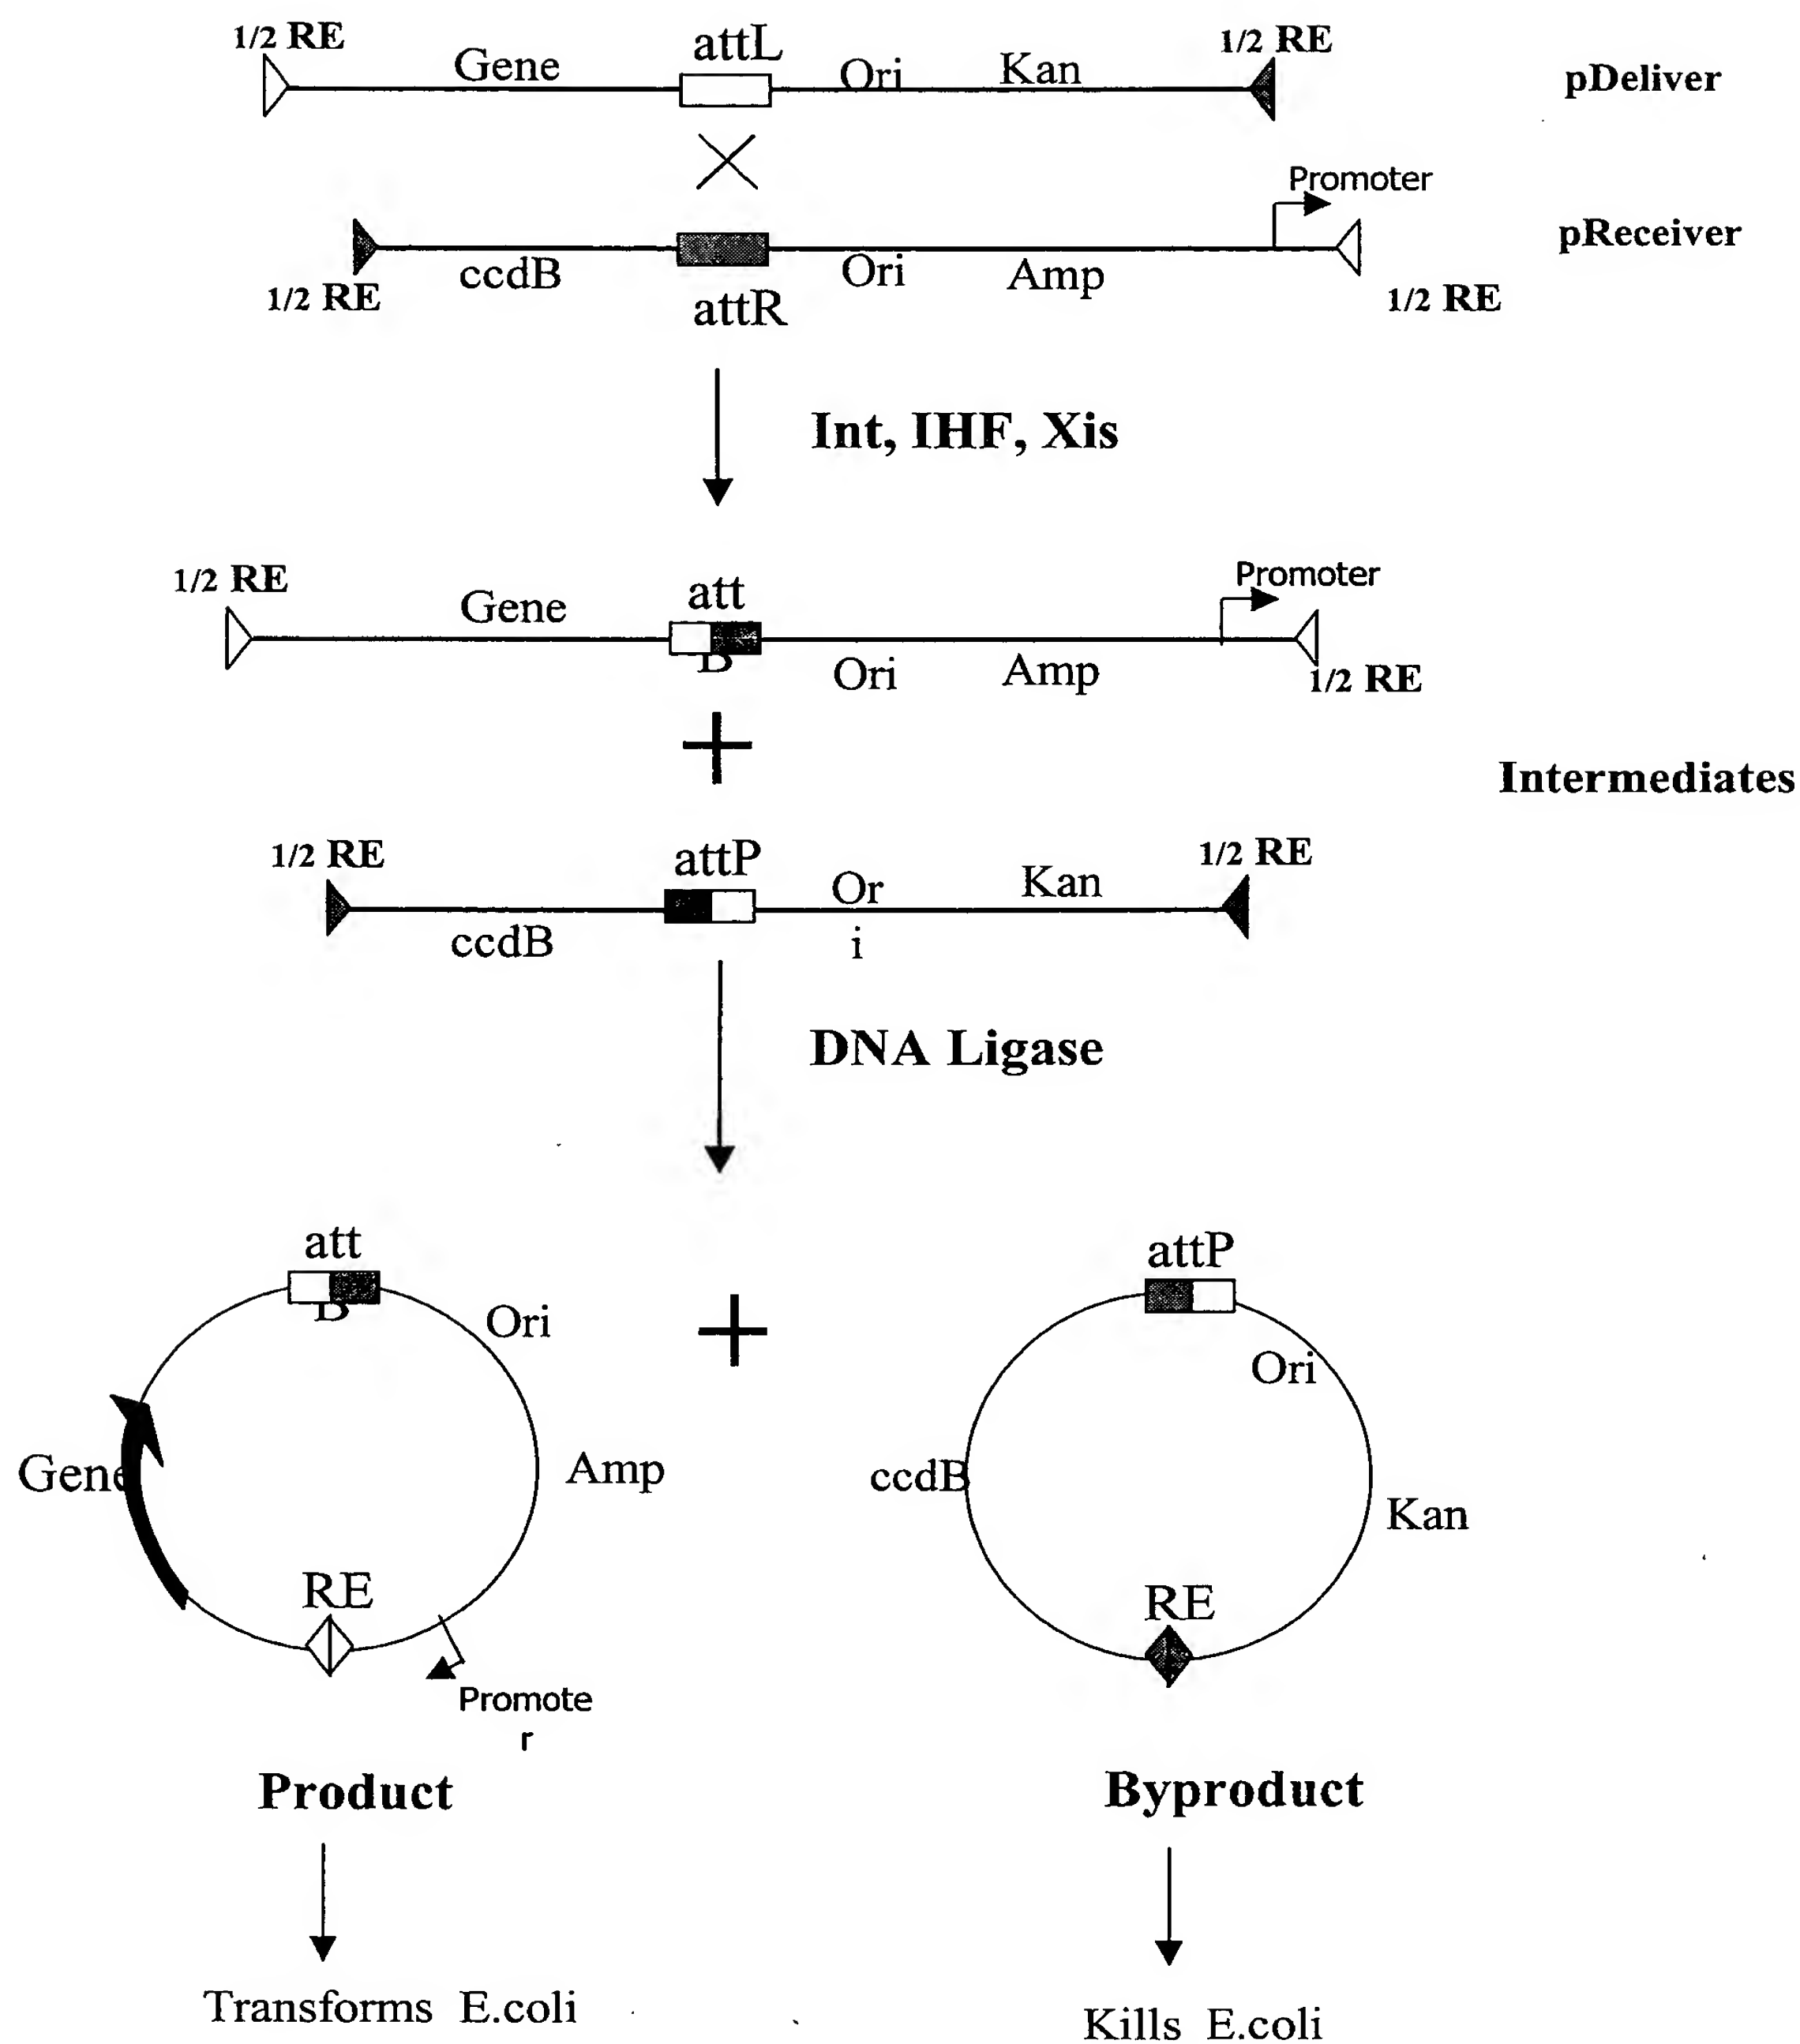 1/2 RE
Gene
attL
Ori
Kan
1/2 RE
pDeliver
Promoter
pReceiver
1/2 RE
ccdB
attR
Ori
Amp
1/2 RE
Int, IHF, Xis
1/2 RE
Gene
att
B
Ori
Amp
Promoter
1/2 RE
Intermediates
1/2 RE
ccdB
attP
Or
i
Kan
1/2 RE
DNA Ligase
att
B
Ori
Gene
Amp
RE
Promote
r
attP
Ori
ccdB
Kan
RE
Product
Byproduct
Transforms E.coli
Kills E.coli